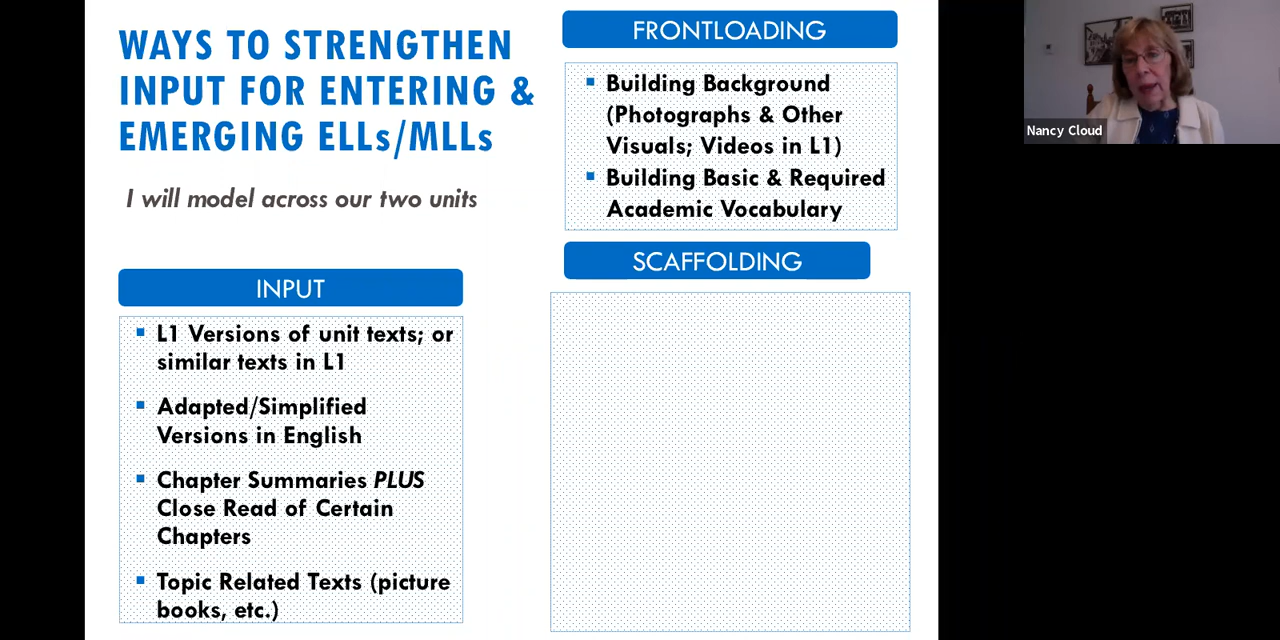 WAYS TO STRENGTHEN
INPUT FOR ENTERING &
EMERGING ELLs/MLLs
I will model across our two units
INPUT
▪ L1 Versions of unit texts; or
similar texts in L1
▪ Adapted/Simplified
Versions in English
▪ Chapter Summaries PLUS
Close Read of Certain
Chapters
▪ Topic Related Texts (picture
books, etc.)
FRONTLOADING
▪ Building Background
(Photographs & Other
Visuals; Videos in L1)
▪ Building Basic & Required
Academic Vocabulary
SCAFFOLDING
Nancy Cloud